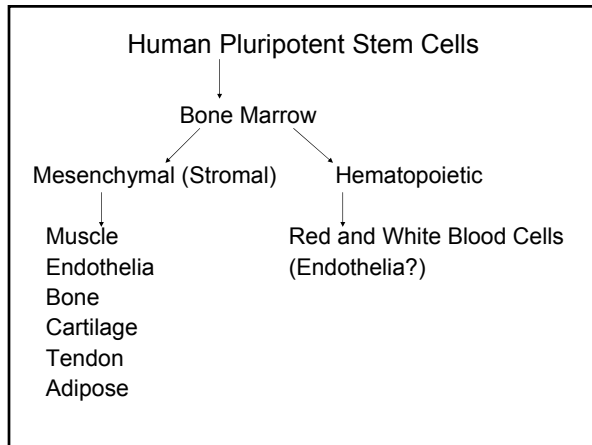 Human Pluripotent Stem Cells
Bone Marrow
Mesenchymal (Stromal)
Hematopoietic
Muscle
Endothelia
Bone
Cartilage
Tendon
Adipose
Red and White Blood Cells
(Endothelia?)